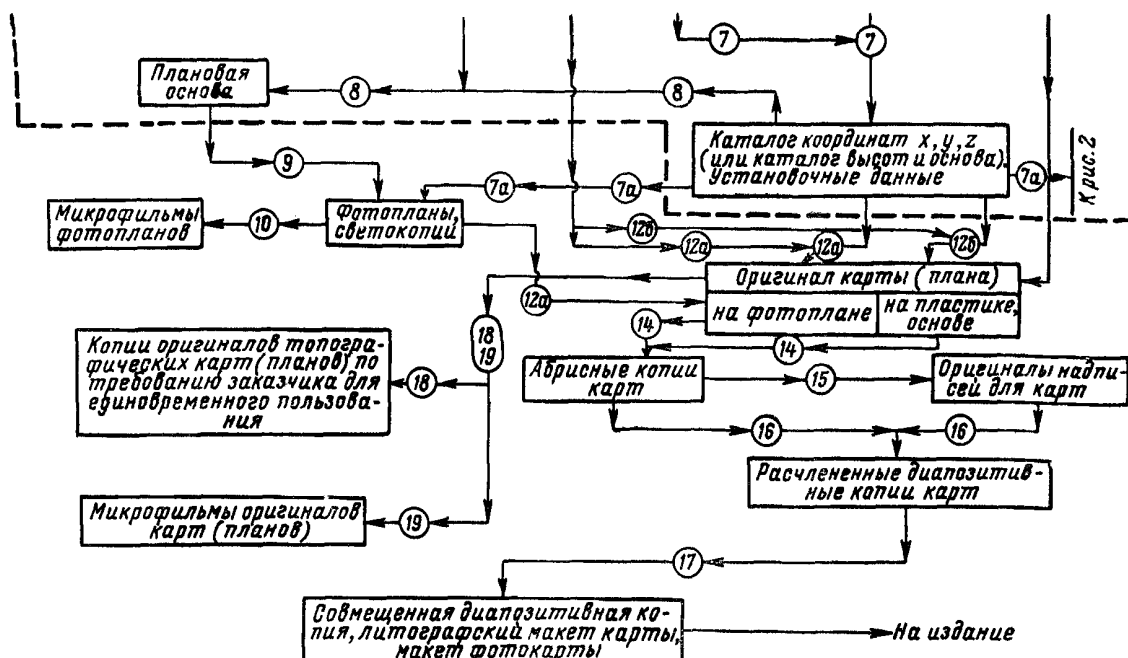 7
7
Плановая
основа
8
8
Каталог координат x, y, z
(или каталог высот и основа).
Установочные данные
7а
К рис. 2
9
7а
7а
Микрофильмы
фотопланов
10
Фотопланы,
светокопий
12б
12б
12а
12а
Оригинал карты (плана)
12а
на фотоплане
на пластике,
основе
18
19
14
14
Копии оригиналов топогра-
фических карт (планов) по
требованию заказчика для
единовременного пользова-
ния
18
Абрисные копии
карт
15
Оригиналы надпи-
сей для карт
16
16
Расчлененные диапозитив-
ные копии карт
Микрофильмы оригиналов
карт (планов)
19
17
Совмещенная диапозитивная ко-
пия, литографский макет карты,
макет фотокарты
На издание